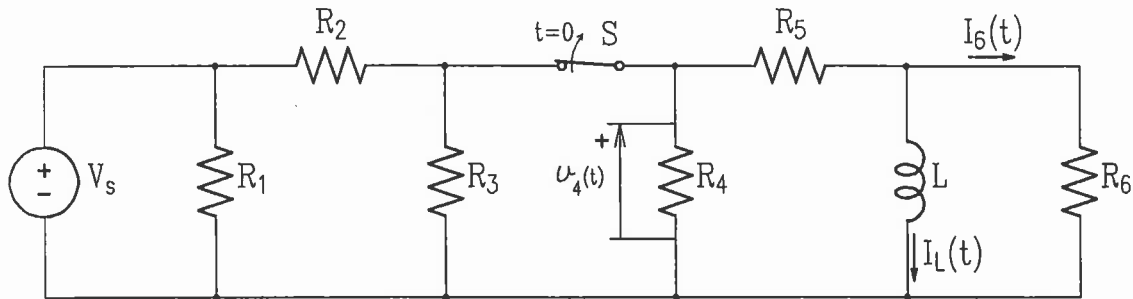 R2
t=0
S
R5
I6(t)
+
−
Vs
R1
R3
+
υ4(t)
R4
L
R6
IL(t)